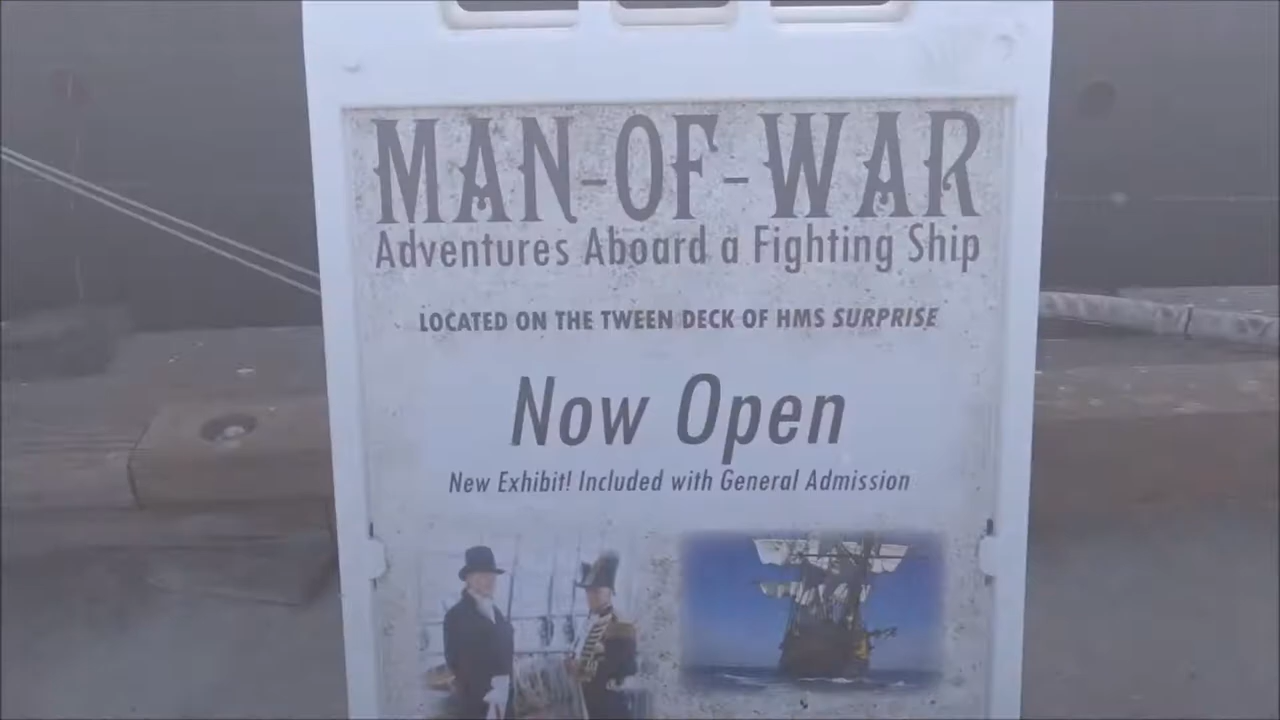 MAN-OF-WAR
Adventures Aboard a Fighting Ship
LOCATED ON THE TWEEN DECK OF HMS SURPRISE
Now Open
New Exhibit! Included with General Admission